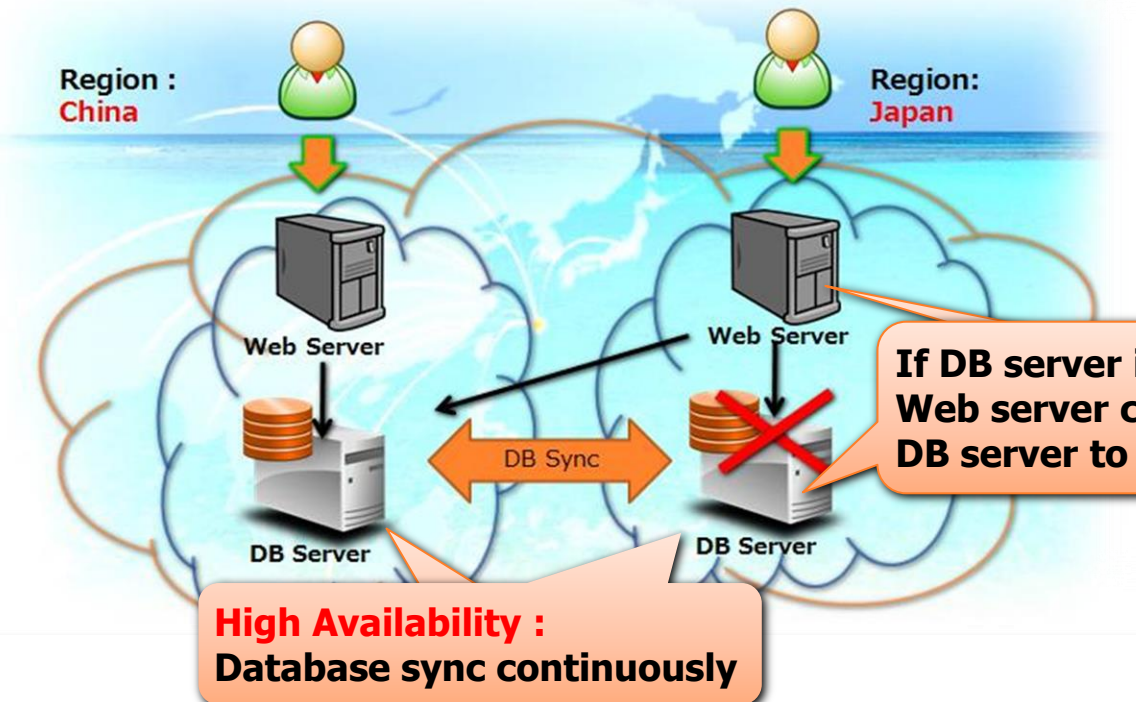 Region :
China
Region:
Japan
Web Server
Web Server
If DB server
Web server
DB server to
DB Sync
DB Server
DB Server
High Availability :
Database sync continuously